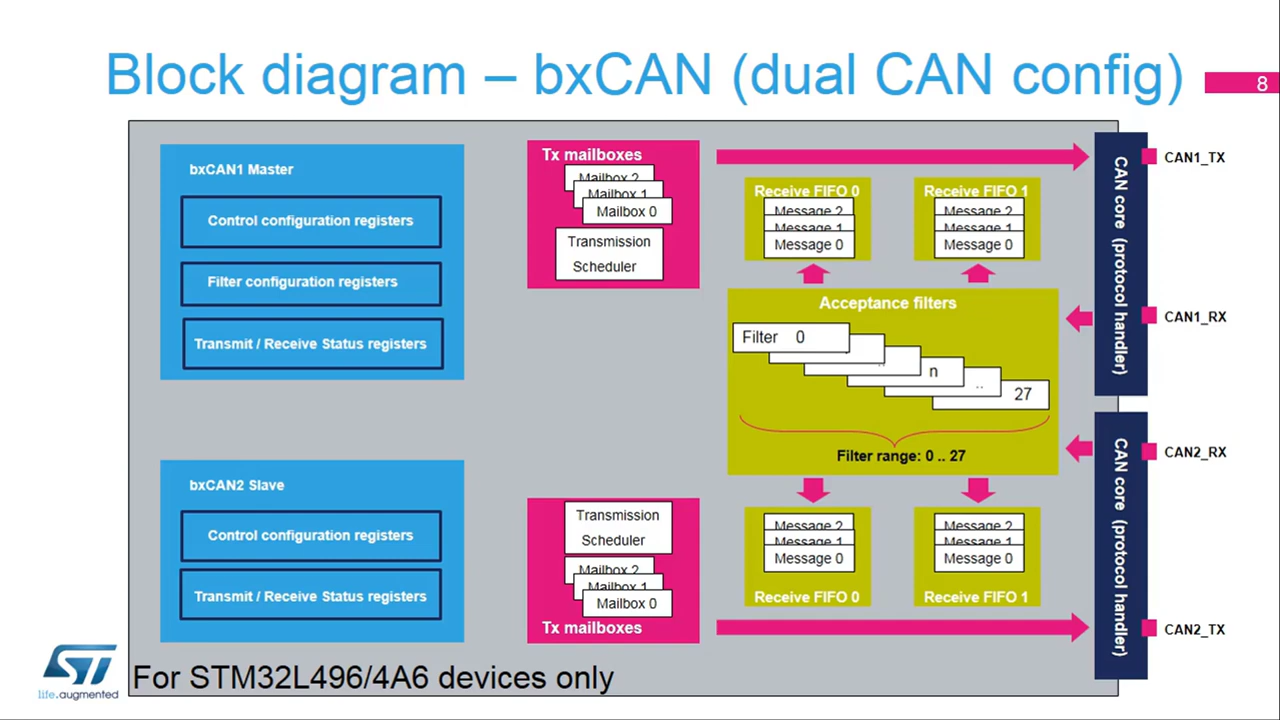 Block diagram – bxCAN (dual CAN config)
8
bxCAN1 Master
Control configuration registers
Filter configuration registers
Transmit / Receive Status registers
Tx mailboxes
Mailbox 2
Mailbox 1
Mailbox 0
Transmission
Scheduler
Receive FIFO 0
Message 2
Message 1
Message 0
Receive FIFO 1
Message 2
Message 1
Message 0
Acceptance filters
Filter 0
..
n
..
27
Filter range: 0 .. 27
CAN core (protocol handler)
CAN1_TX
CAN1_RX
bxCAN2 Slave
Control configuration registers
Transmit / Receive Status registers
Transmission
Scheduler
Mailbox 2
Mailbox 1
Mailbox 0
Tx mailboxes
Message 2
Message 1
Message 0
Receive FIFO 0
Message 2
Message 1
Message 0
Receive FIFO 1
CAN core (protocol handler)
CAN2_RX
CAN2_TX
ST
life.augmented
For STM32L496/4A6 devices only